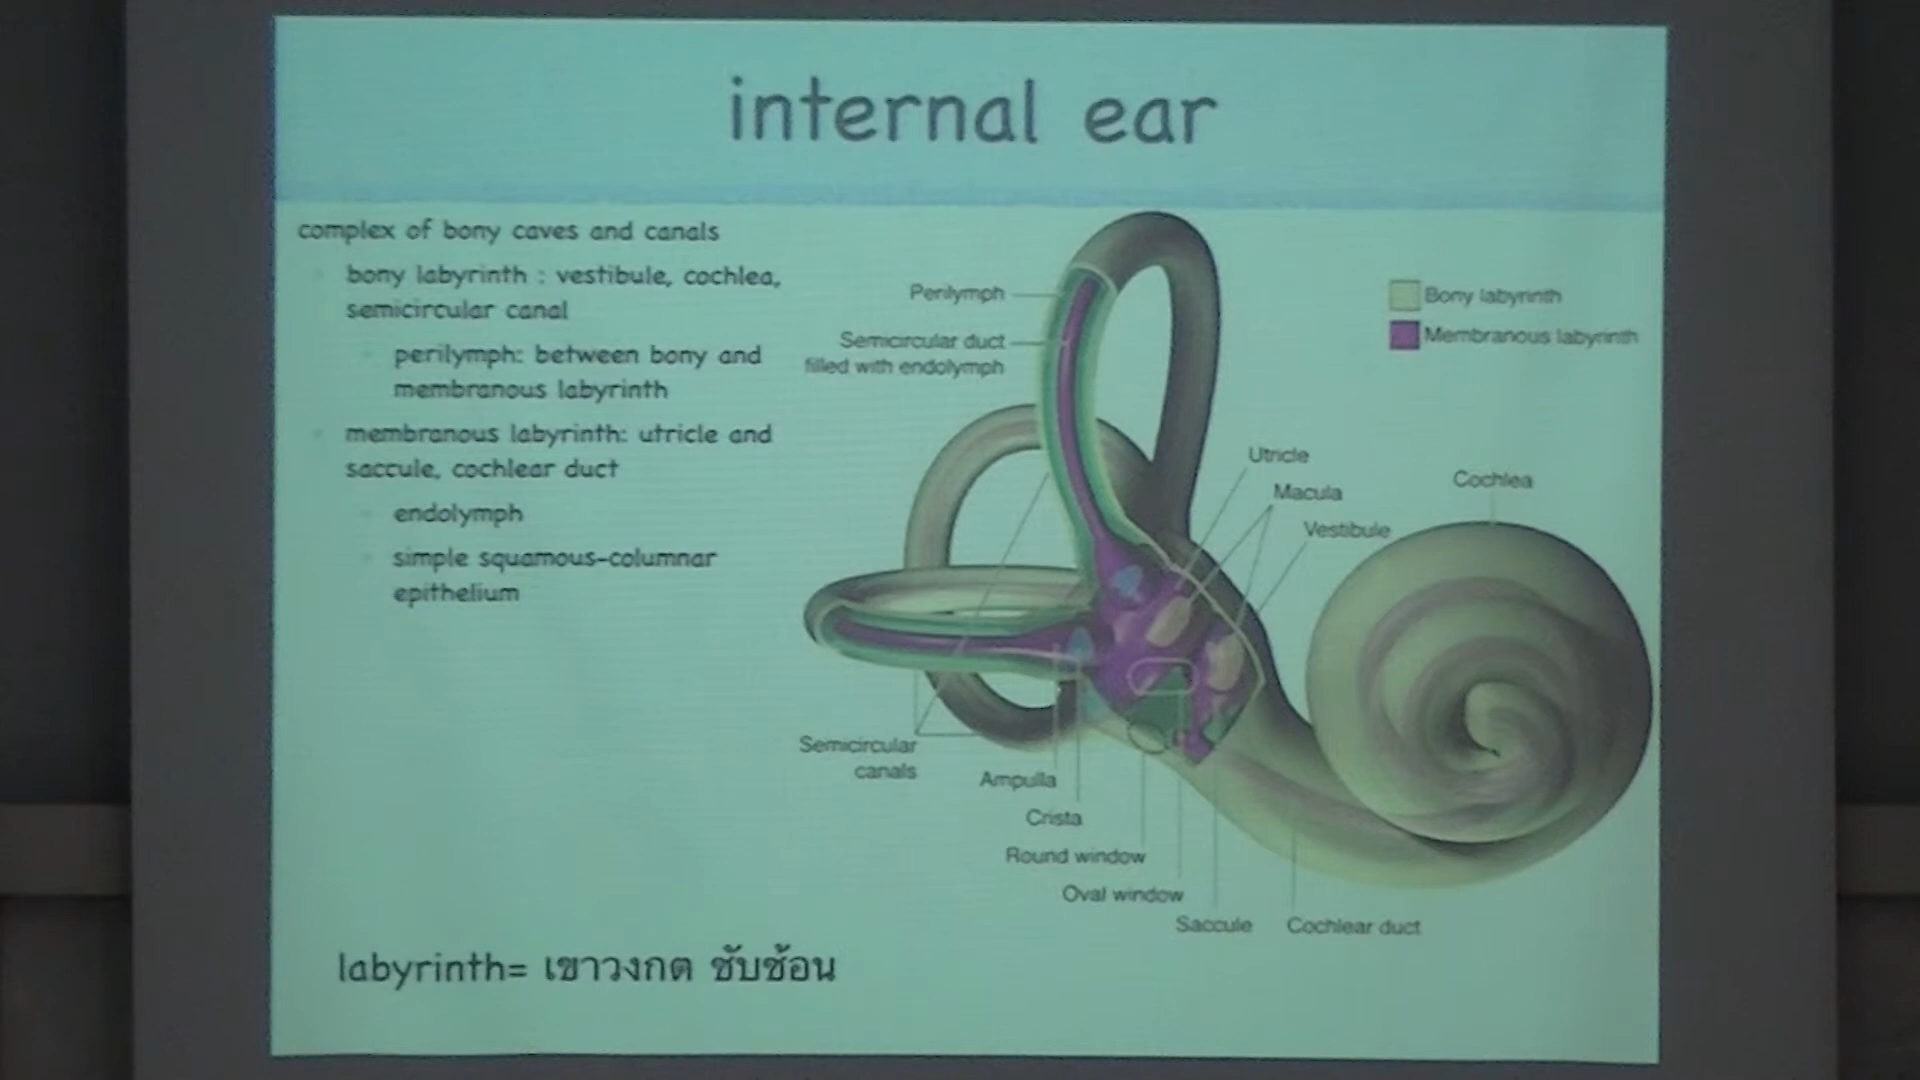 internal ear
complex of bony caves and canals
bony labyrinth : vestibule, cochlea,
semicircular canal
perilymph: between bony and
membranous labyrinth
membranous labyrinth: utricle and
saccule, cochlear duct
endolymph
simple squamous-columnar
epithelium
labyrinth= เขาวงกต ซับซ้อน
Perilymph
Semicircular duct
filled with endolymph
Bony labyrinth
Membranous labyrinth
Utricle
Macula
Vestibule
Cochlea
Semicircular
canals
Ampulla
Crista
Round window
Oval window
Saccule
Cochlear duct